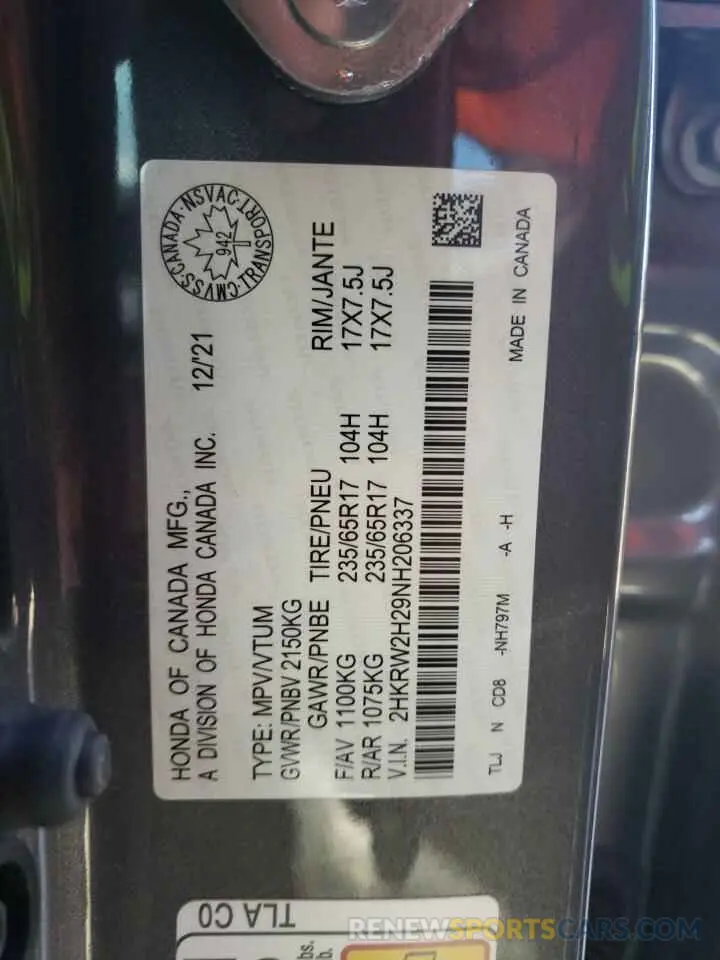 HONDA OF CANADA MFG.,
A DIVISION OF HONDA CANADA INC. 12/'21
CMVSS·CANADA·NSVAC·TRANSPORT·
942
TYPE: MPV/VTUM
GVWR/PNBV 2150KG
GAWR/PNBE TIRE/PNEU RIM/JANTE
F/AV 1100KG 235/65R17 104H 17X7.5J
R/AR 1075KG 235/65R17 104H 17X7.5J
V.I.N. 2HKRW2H29NH206337
TLJ N CD8 -NH797M -A -H MADE IN CANADA
TLA C0
bs.
b.
RENEWSPORTSCARS.COM